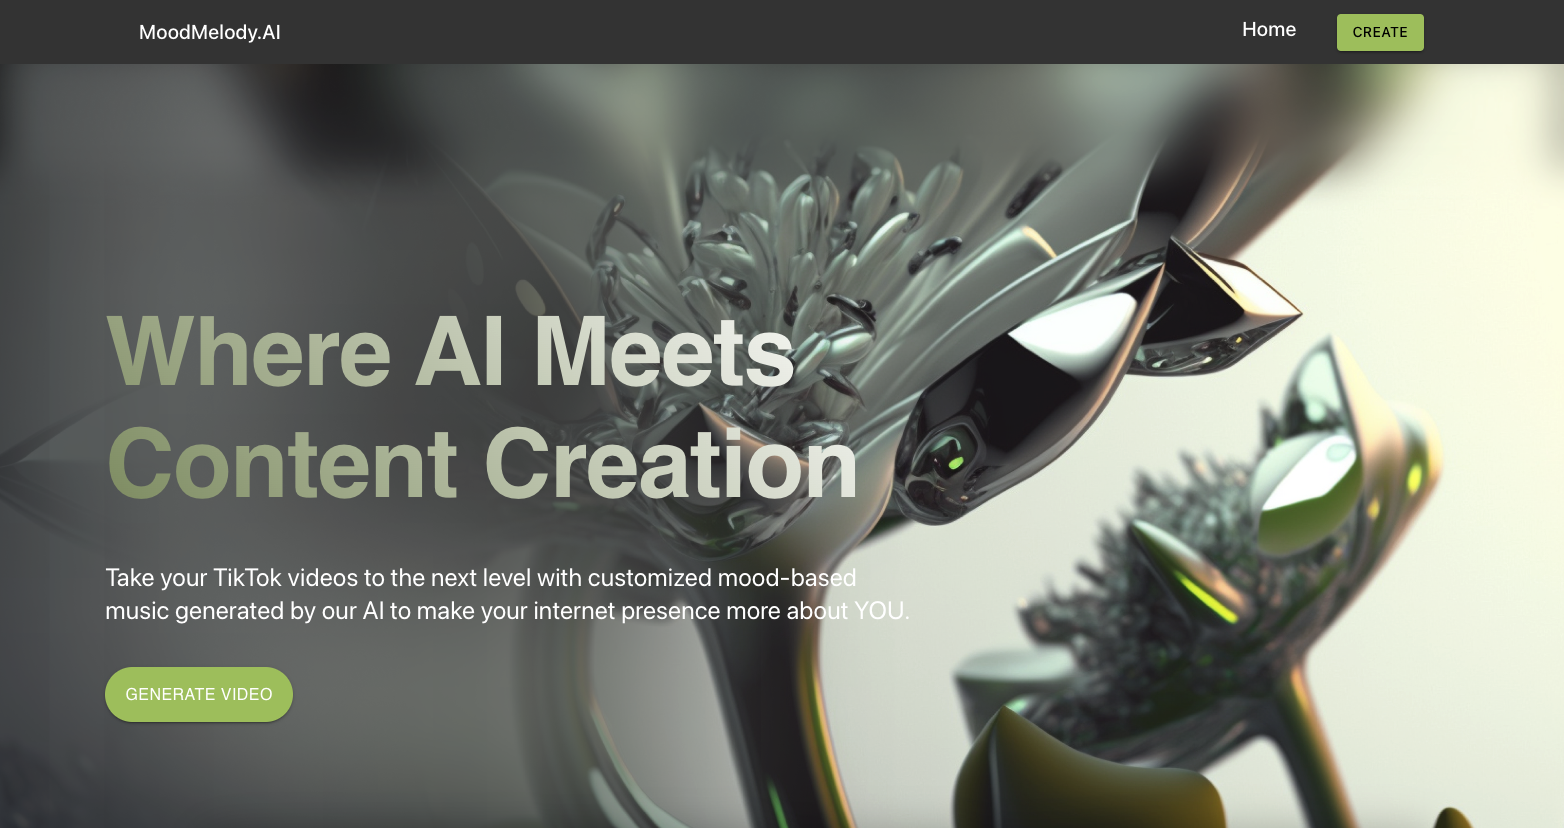 MoodMelody.AI
Home
CREATE
Where AI Meets
Content Creation
Take your TikTok videos to the next level with customized mood-based
music generated by our AI to make your internet presence more about YOU.
GENERATE VIDEO